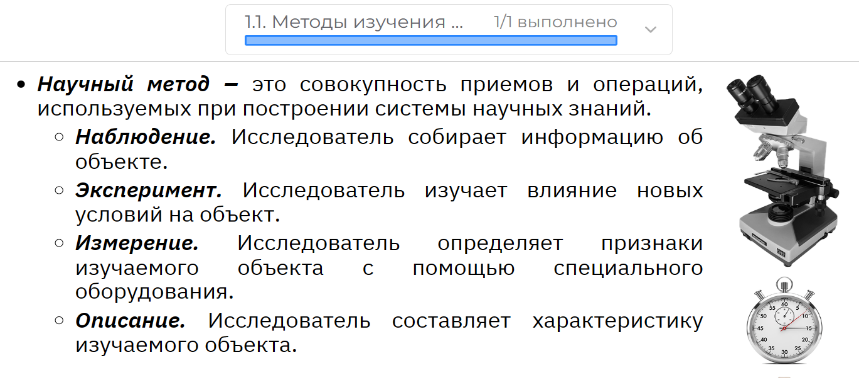 1.1. Методы изучения ... 1/1 выполнено
• Научный метод – это совокупность приемов и операций,
используемых при построении системы научных знаний.
◦ Наблюдение. Исследователь собирает информацию об
объекте.
◦ Эксперимент. Исследователь изучает влияние новых
условий на объект.
◦ Измерение. Исследователь определяет признаки
изучаемого объекта с помощью специального
оборудования.
◦ Описание. Исследователь составляет характеристику
изучаемого объекта.